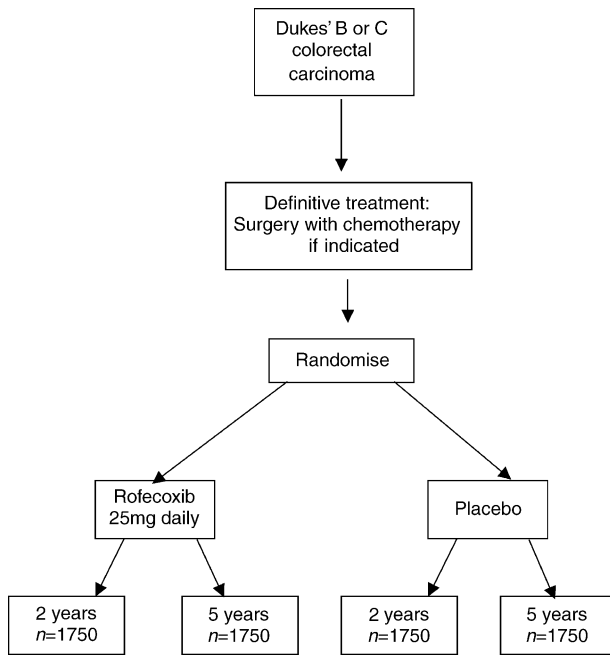 Dukes' B or C
colorectal
carcinoma
Definitive treatment:
Surgery with chemotherapy
if indicated
Randomise
Rofecoxib
25mg daily
Placebo
2 years
n=1750
5 years
n=1750
2 years
n=1750
5 years
n=1750